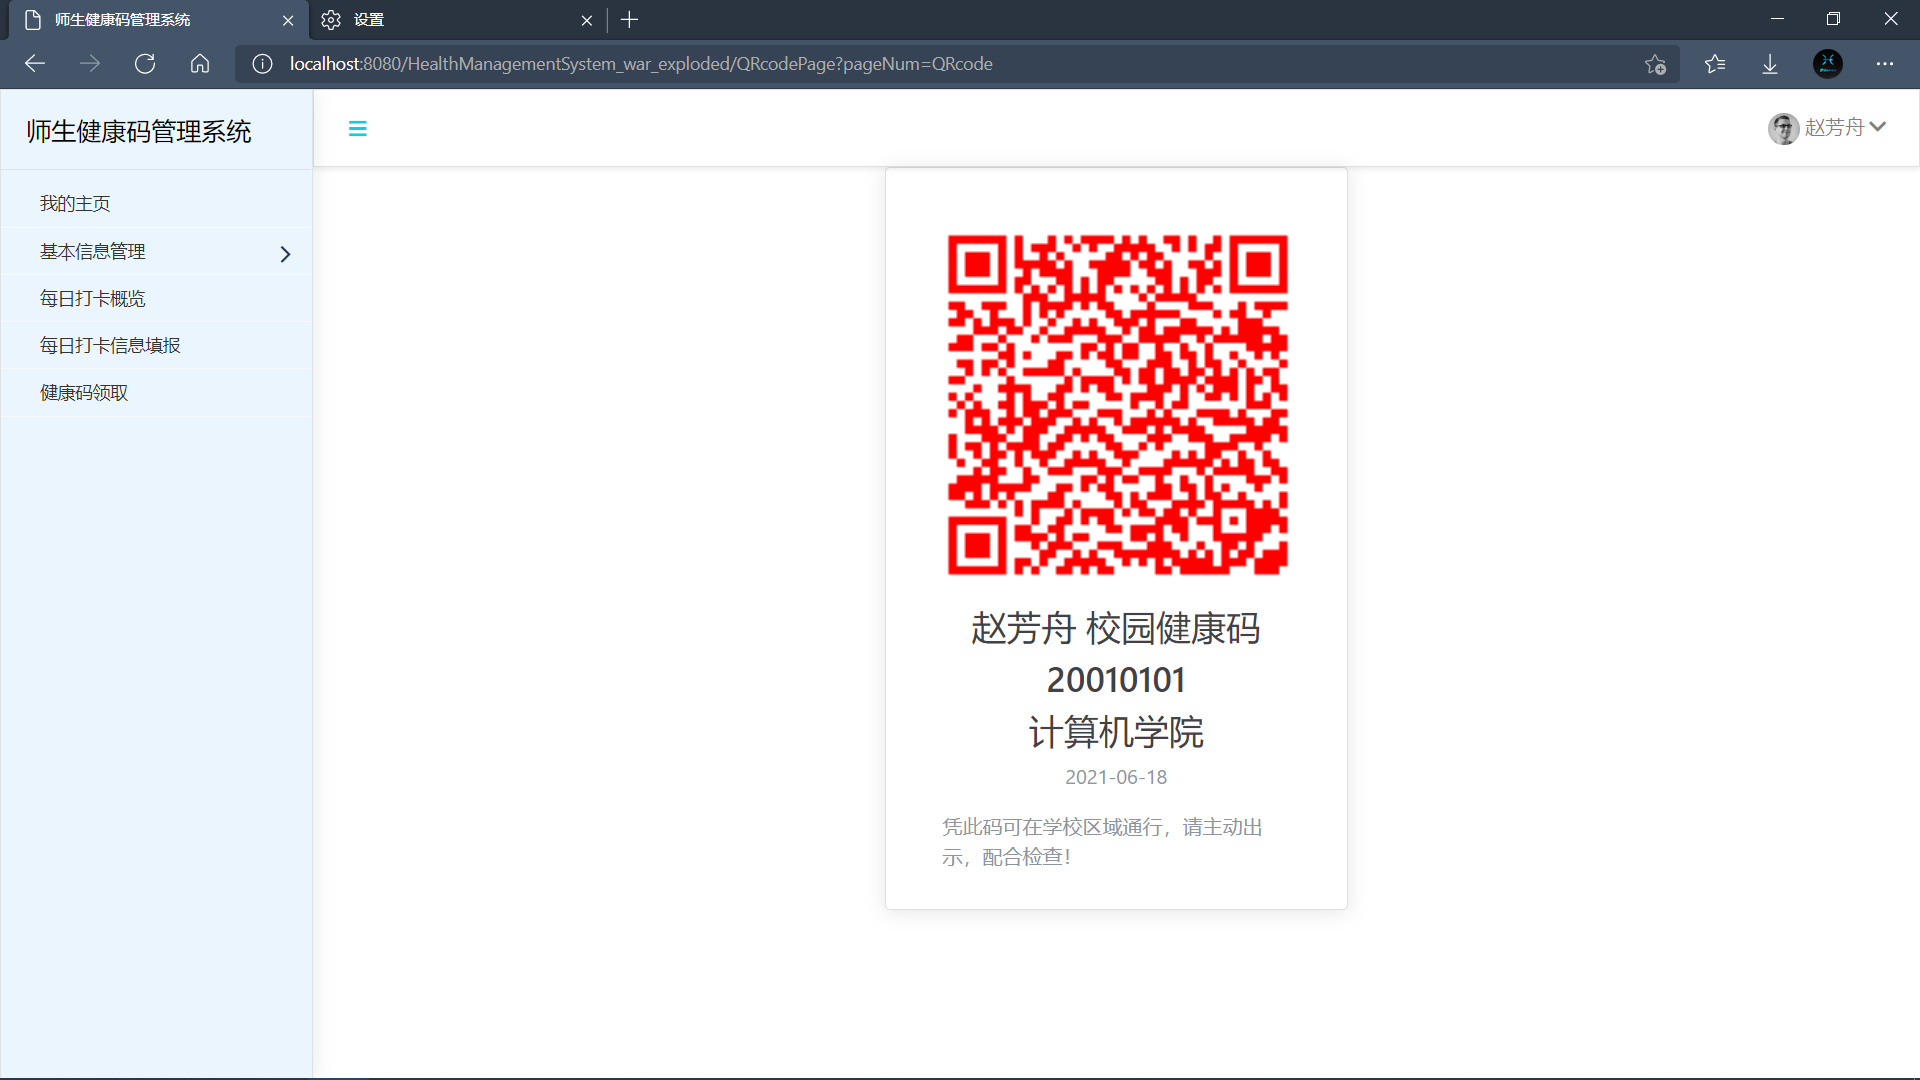 师生健康码管理系统
设置
localhost:8080/HealthManagementSystem_war_exploded/QRcodePage?pageNum=QRcode
师生健康码管理系统
赵芳舟
我的主页
基本信息管理
每日打卡概览
每日打卡信息填报
健康码领取
赵芳舟 校园健康码
20010101
计算机学院
2021-06-18
凭此码可在学校区域通行，请主动出
示，配合检查！